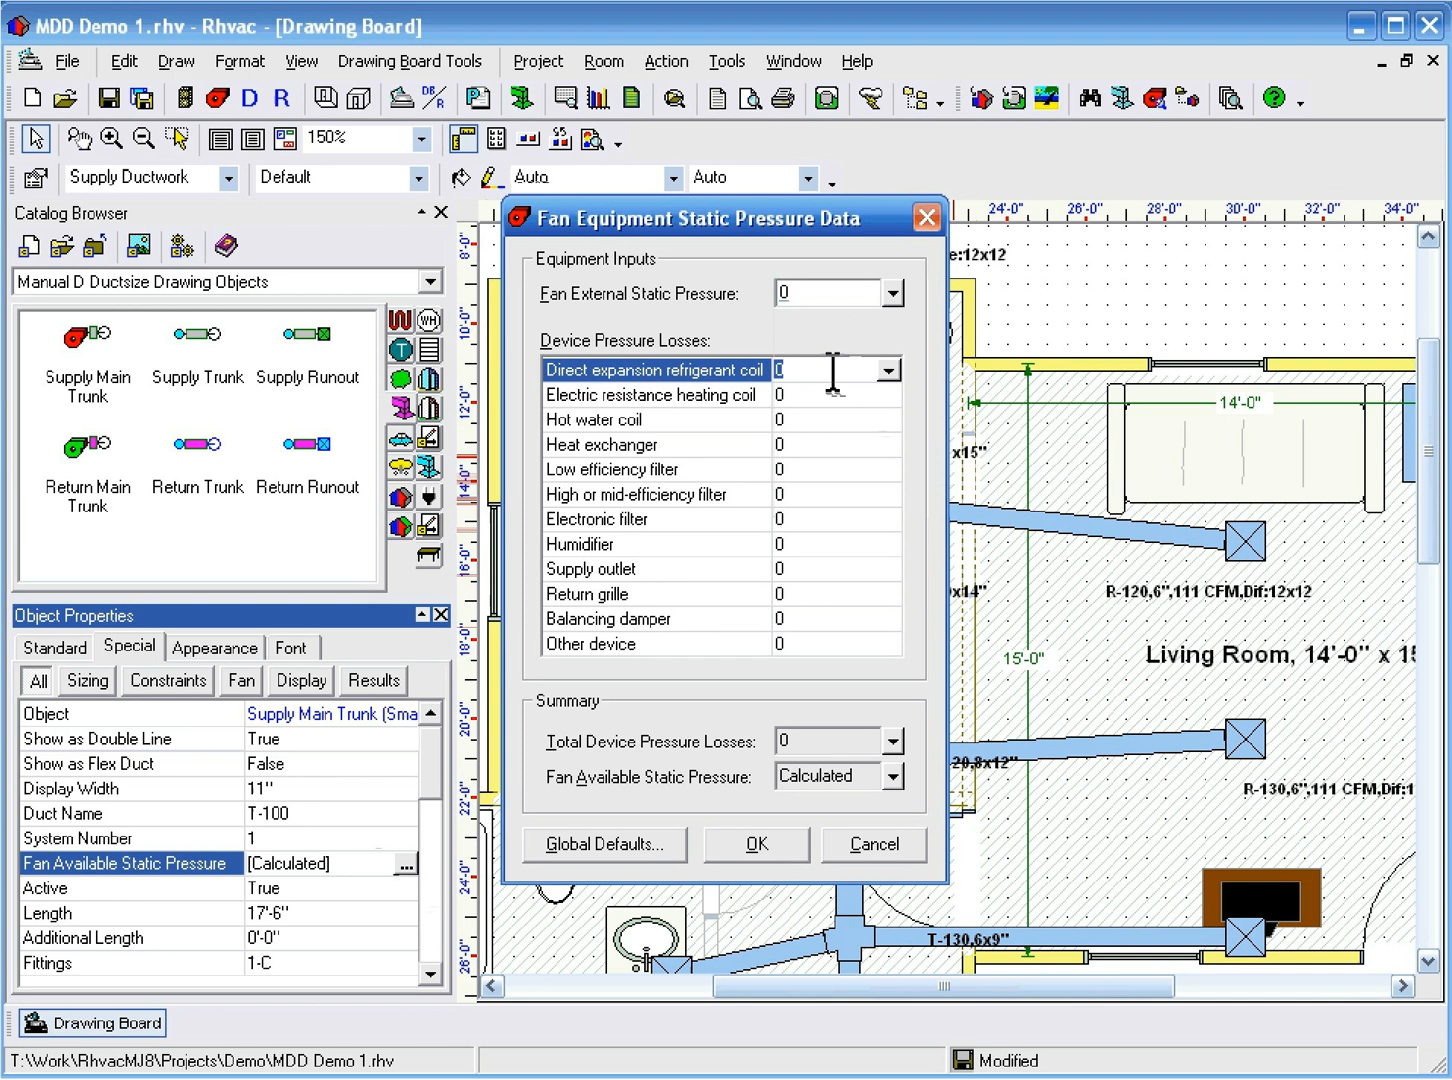 MDD Demo 1.rhv - Rhvac - [Drawing Board]
File Edit Draw Format View Drawing Board Tools Project Room Action Tools Window Help
D R DB/R
150%
Supply Ductwork Default Auto Auto
Catalog Browser
Manual D Ductsize Drawing Objects
WH
T
Supply Main Trunk
Supply Trunk
Supply Runout
Return Main Trunk
Return Trunk
Return Runout
Object Properties
Standard Special Appearance Font
All Sizing Constraints Fan Display Results
Object Supply Main Trunk (Sma
Show as Double Line True
Show as Flex Duct False
Display Width 11"
Duct Name T-100
System Number 1
Fan Available Static Pressure [Calculated] ...
Active True
Length 17'-6"
Additional Length 0'-0"
Fittings 1-C
Fan Equipment Static Pressure Data
Equipment Inputs
Fan External Static Pressure: 0
Device Pressure Losses:
Direct expansion refrigerant coil 0
Electric resistance heating coil 0
Hot water coil 0
Heat exchanger 0
Low efficiency filter 0
High or mid-efficiency filter 0
Electronic filter 0
Humidifier 0
Supply outlet 0
Return grille 0
Balancing damper 0
Other device 0
Summary
Total Device Pressure Losses: 0
Fan Available Static Pressure: Calculated
Global Defaults... OK Cancel
24'-0" 26'-0" 28'-0" 30'-0" 32'-0" 34'-0"
8'-0"
10'-0"
12'-0"
14'-0"
16'-0"
18'-0"
20'-0"
22'-0"
24'-0"
26'-0"
e:12x12
14'-0"
x15"
x14"
R-120,6",111 CFM,Dif:12x12
15'-0"
Living Room, 14'-0" x 15
20,8x12"
R-130,6",111 CFM,Dif:1
T-130,6x9"
Drawing Board
T:\Work\RhvacMJ8\Projects\Demo\MDD Demo 1.rhv
Modified